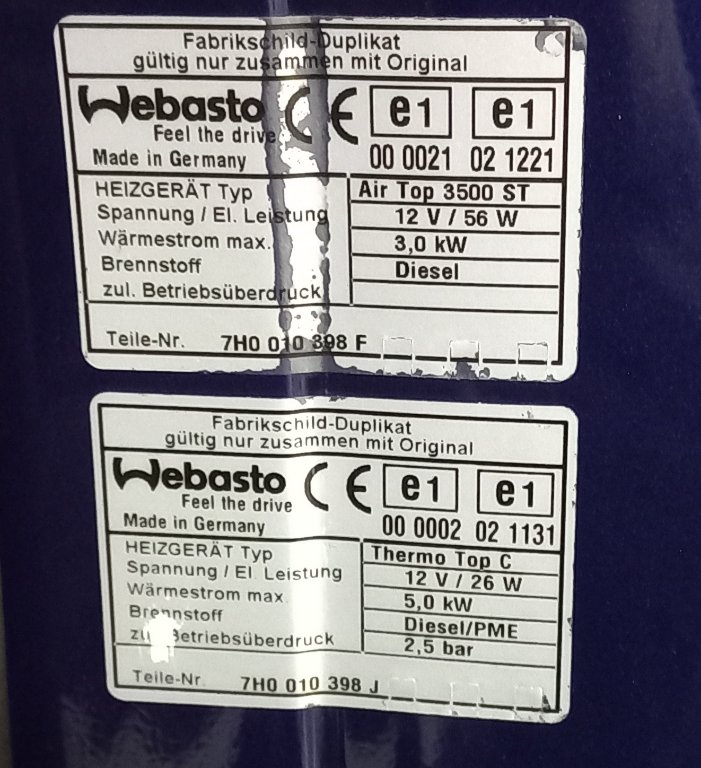 Fabrikschild-Duplikat
gültig nur zusammen mit Original
Webasto CE e1 e1
Feel the drive
Made in Germany 00 0021 02 1221
HEIZGERÄT Typ Air Top 3500 ST
Spannung / El. Leistung 12 V / 56 W
Wärmestrom max. 3,0 kW
Brennstoff Diesel
zul. Betriebsüberdruck
Teile-Nr. 7H0 010 398 F
Fabrikschild-Duplikat
gültig nur zusammen mit Original
Webasto CE e1 e1
Feel the drive
Made in Germany 00 0002 02 1131
HEIZGERÄT Typ Thermo Top C
Spannung / El. Leistung 12 V / 26 W
Wärmestrom max 5,0 kW
Brennstoff Diesel/PME
zul. Betriebsüberdruck 2,5 bar
Teile-Nr. 7H0 010 398 J